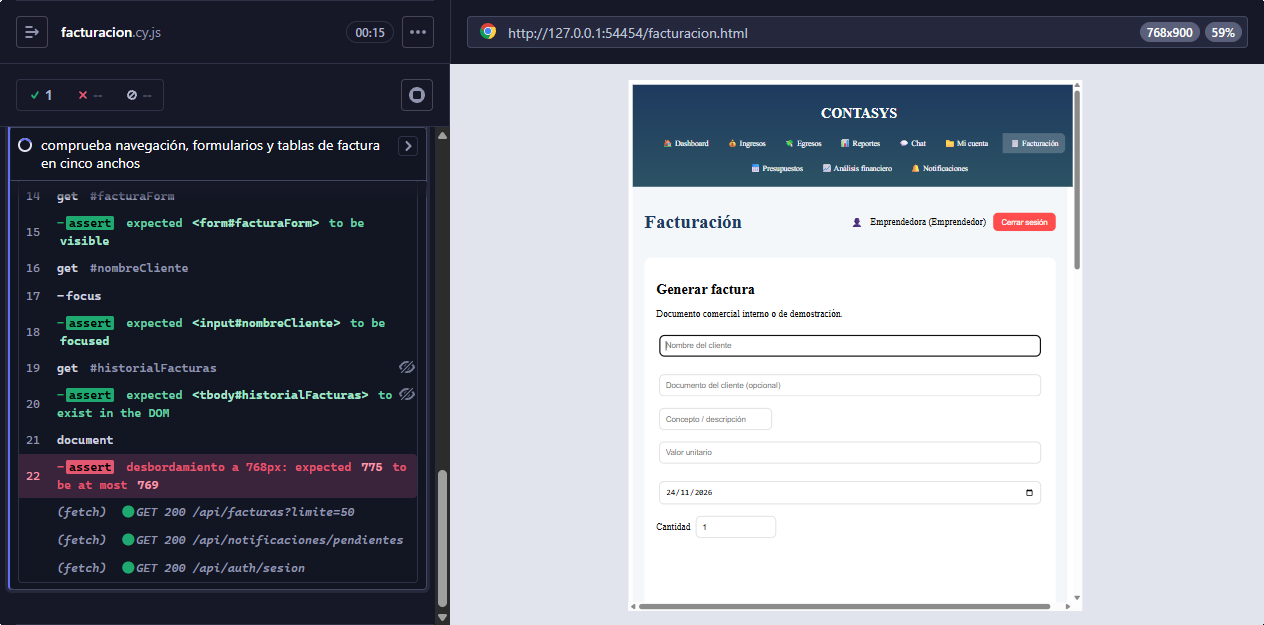 facturacion.cy.js
00:15
1
--
--
comprueba navegación, formularios y tablas de factura
en cinco anchos
14 get #facturaForm
15 -assert expected <form#facturaForm> to be
visible
16 get #nombreCliente
17 -focus
18 -assert expected <input#nombreCliente> to be
focused
19 get #historialFacturas
20 -assert expected <tbody#historialFacturas> to
exist in the DOM
21 document
22 -assert desbordamiento a 768px: expected 775 to
be at most 769
(fetch) GET 200 /api/facturas?limite=50
(fetch) GET 200 /api/notificaciones/pendientes
(fetch) GET 200 /api/auth/sesion
http://127.0.0.1:54454/facturacion.html
768x900
59%
CONTASYS
Dashboard Ingresos Egresos Reportes Chat Mi cuenta Facturación
Presupuestos Análisis financiero Notificaciones
Facturación
Emprendedora (Emprendedor)
Cerrar sesión
Generar factura
Documento comercial interno o de demostración.
Nombre del cliente
Documento del cliente (opcional)
Concepto / descripción
Valor unitario
24/11/2026
Cantidad 1